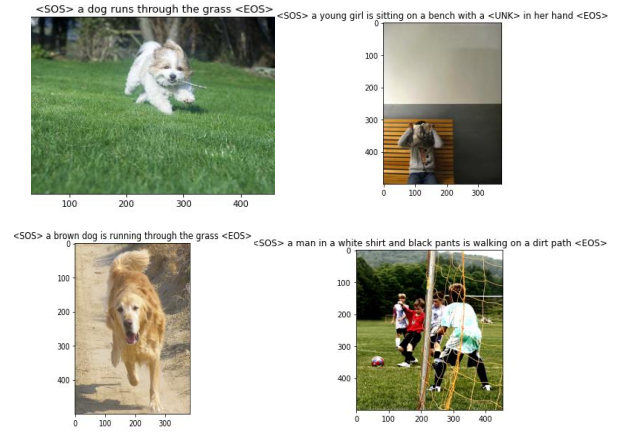 <SOS> a dog runs through the grass <EOS>
100 200 300 400
<SOS> a young girl is sitting on a bench with a <UNK> in her hand <EOS>
0
100
200
300
400
0 200
<SOS> a brown dog is running through the grass <EOS>
0
100
200
300
400
0 100 200 300
<SOS> a man in a white shirt and black pants is walking on a dirt path <EOS>
0
100
200
300
400
0 100 200 300 400